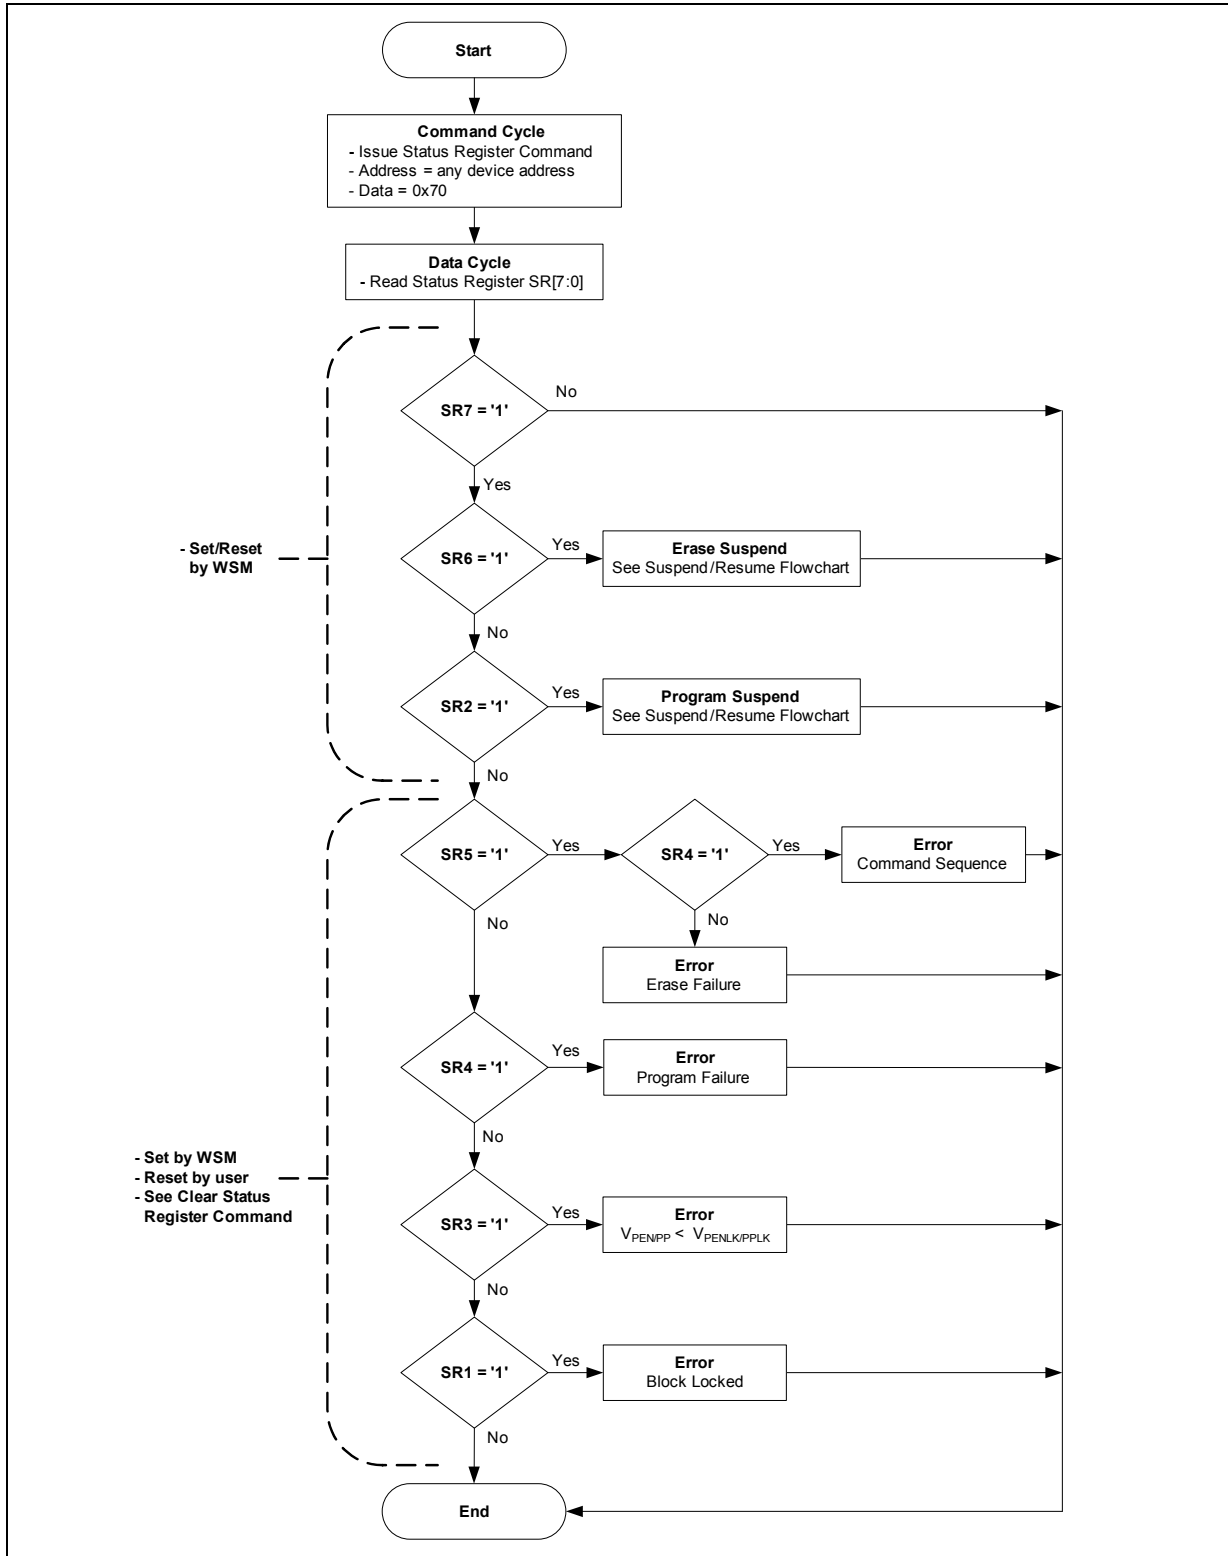 Start
Command Cycle
- Issue Status Register Command
- Address = any device address
- Data = 0x70
Data Cycle
- Read Status Register SR[7:0]
SR7 = '1'
No
Yes
- Set/Reset
by WSM
SR6 = '1'
Yes
Erase Suspend
See Suspend/Resume Flowchart
No
SR2 = '1'
Yes
Program Suspend
See Suspend/Resume Flowchart
No
SR5 = '1'
Yes
SR4 = '1'
Yes
Error
Command Sequence
No
No
Error
Erase Failure
SR4 = '1'
Yes
Error
Program Failure
No
- Set by WSM
- Reset by user
- See Clear Status
Register Command
SR3 = '1'
Yes
Error
VPEN/PP < VPENLK/PPLK
No
SR1 = '1'
Yes
Error
Block Locked
No
End